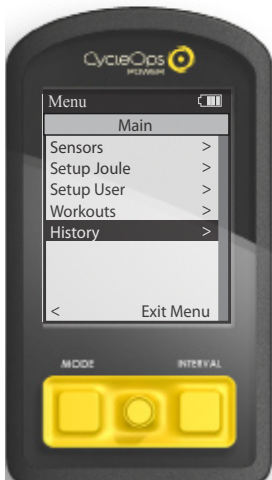 CycleOps
POWER
Menu
Main
Sensors >
Setup Joule >
Setup User >
Workouts >
History >
< Exit Menu
MODE INTERVAL